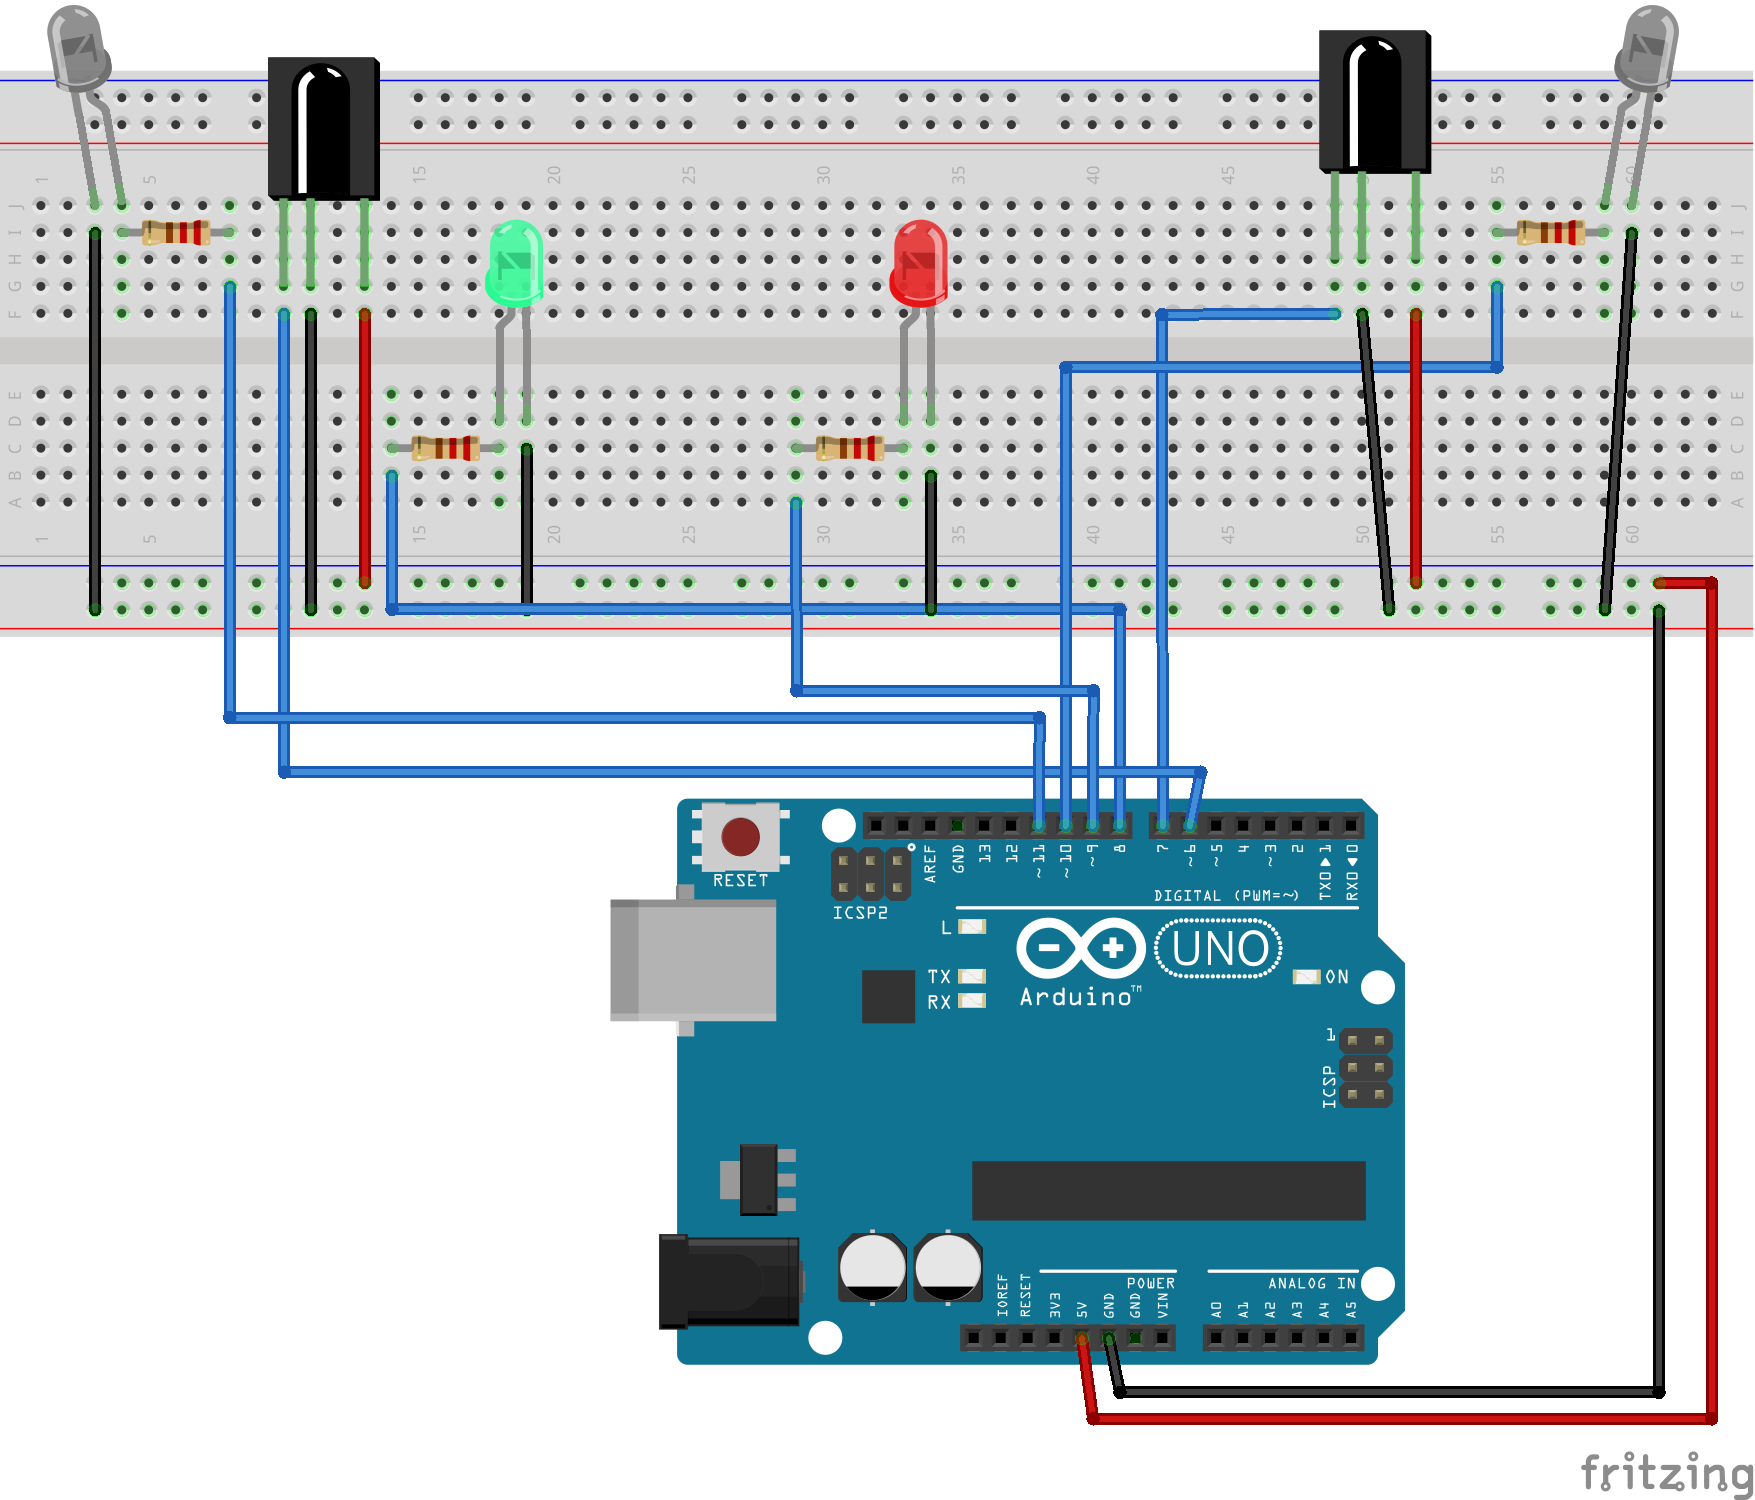 1 5 15 20 25 30 35 40 45 50 55 60
J J
I I
H H
G G
F F
E E
D D
C C
B B
A A
1 5 15 20 25 30 35 40 45 50 55 60
RESET
ICSP2
AREF
GND
13
12
~11
~10
~9
8
7
~6
~5
4
~3
2
TX0▶1
RX0◀0
DIGITAL (PWM=~)
L
TX
RX
UNO
Arduino™
ON
1
ICSP
IOREF
RESET
3V3
5V
GND
GND
VIN
POWER
ANALOG IN
A0
A1
A2
A3
A4
A5
fritzing